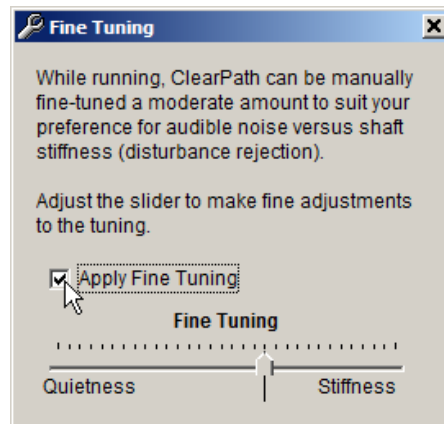 Fine Tuning
While running, ClearPath can be manually
fine-tuned a moderate amount to suit your
preference for audible noise versus shaft
stiffness (disturbance rejection).
Adjust the slider to make fine adjustments
to the tuning.
Apply Fine Tuning
Fine Tuning
Quietness Stiffness